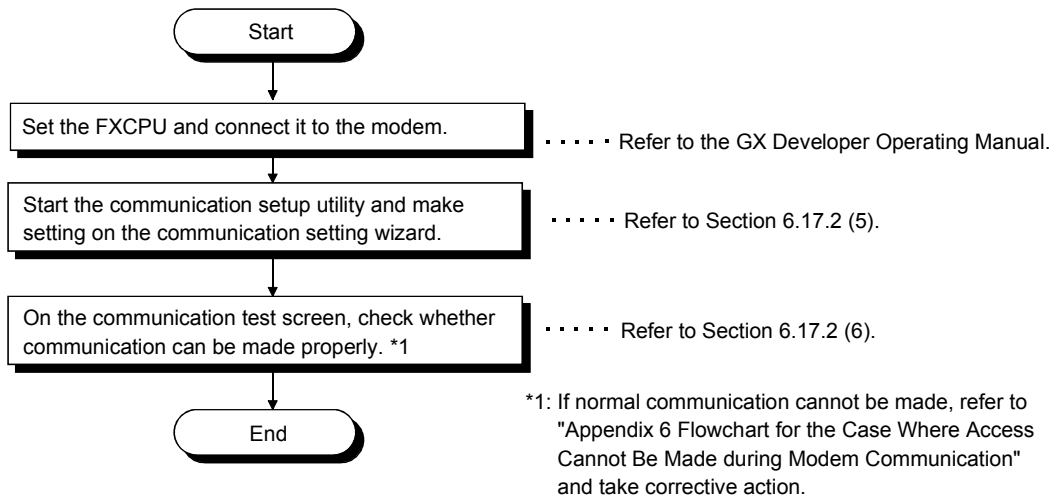 Start
Set the FXCPU and connect it to the modem.
Refer to the GX Developer Operating Manual.
Start the communication setup utility and make
setting on the communication setting wizard.
Refer to Section 6.17.2 (5).
On the communication test screen, check whether
communication can be made properly. *1
Refer to Section 6.17.2 (6).
End
*1: If normal communication cannot be made, refer to
"Appendix 6 Flowchart for the Case Where Access
Cannot Be Made during Modem Communication"
and take corrective action.